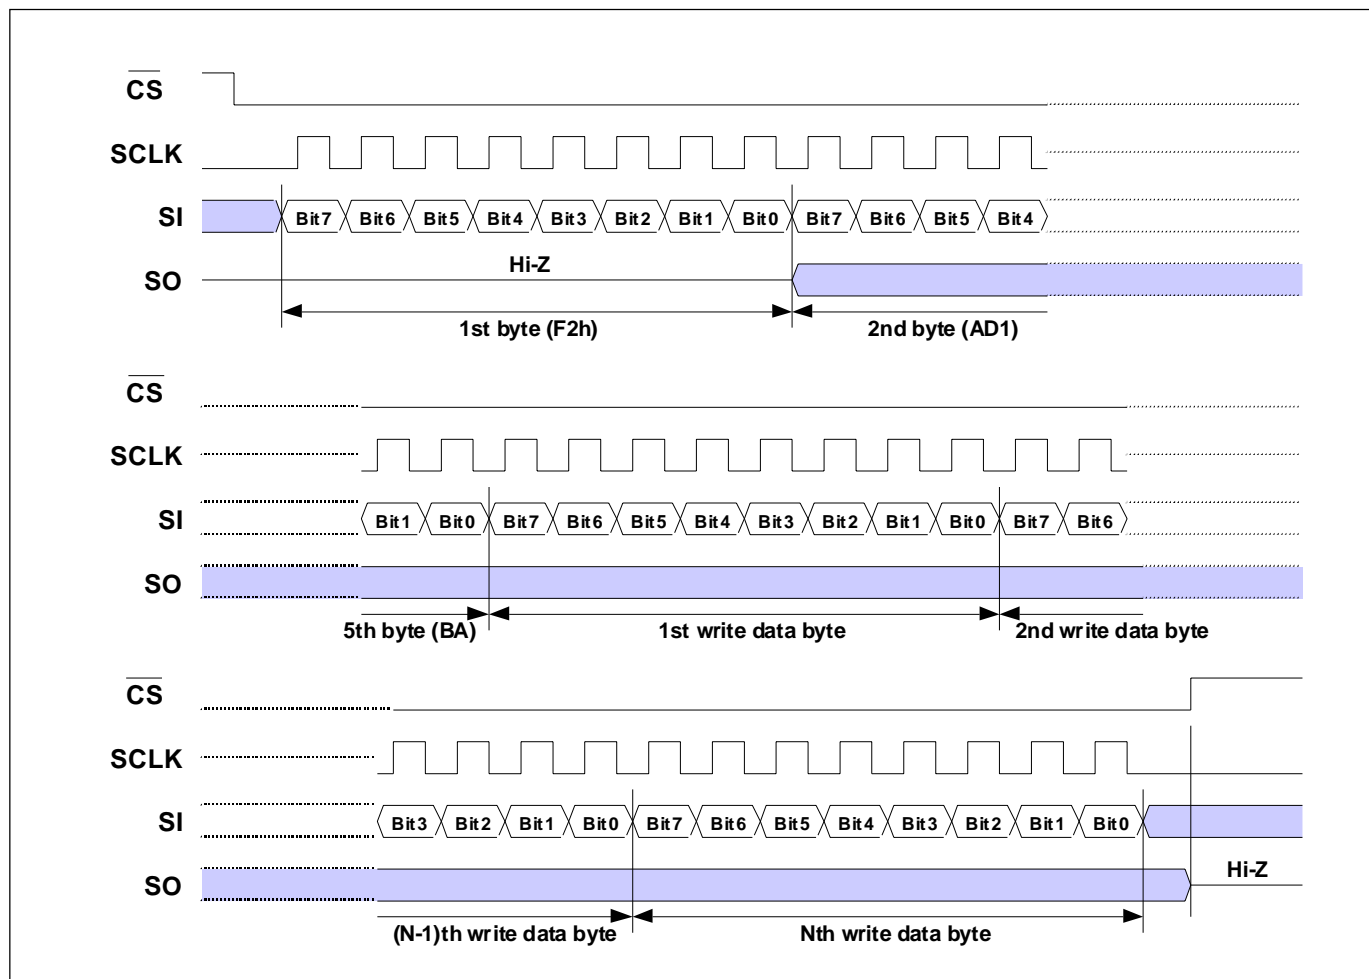 CS
SCLK
SI Bit7 Bit6 Bit5 Bit4 Bit3 Bit2 Bit1 Bit0 Bit7 Bit6 Bit5 Bit4
SO Hi-Z
1st byte (F2h) 2nd byte (AD1)
CS
SCLK
SI Bit1 Bit0 Bit7 Bit6 Bit5 Bit4 Bit3 Bit2 Bit1 Bit0 Bit7 Bit6
SO
5th byte (BA) 1st write data byte 2nd write data byte
CS
SCLK
SI Bit3 Bit2 Bit1 Bit0 Bit7 Bit6 Bit5 Bit4 Bit3 Bit2 Bit1 Bit0
SO Hi-Z
(N-1)th write data byte Nth write data byte